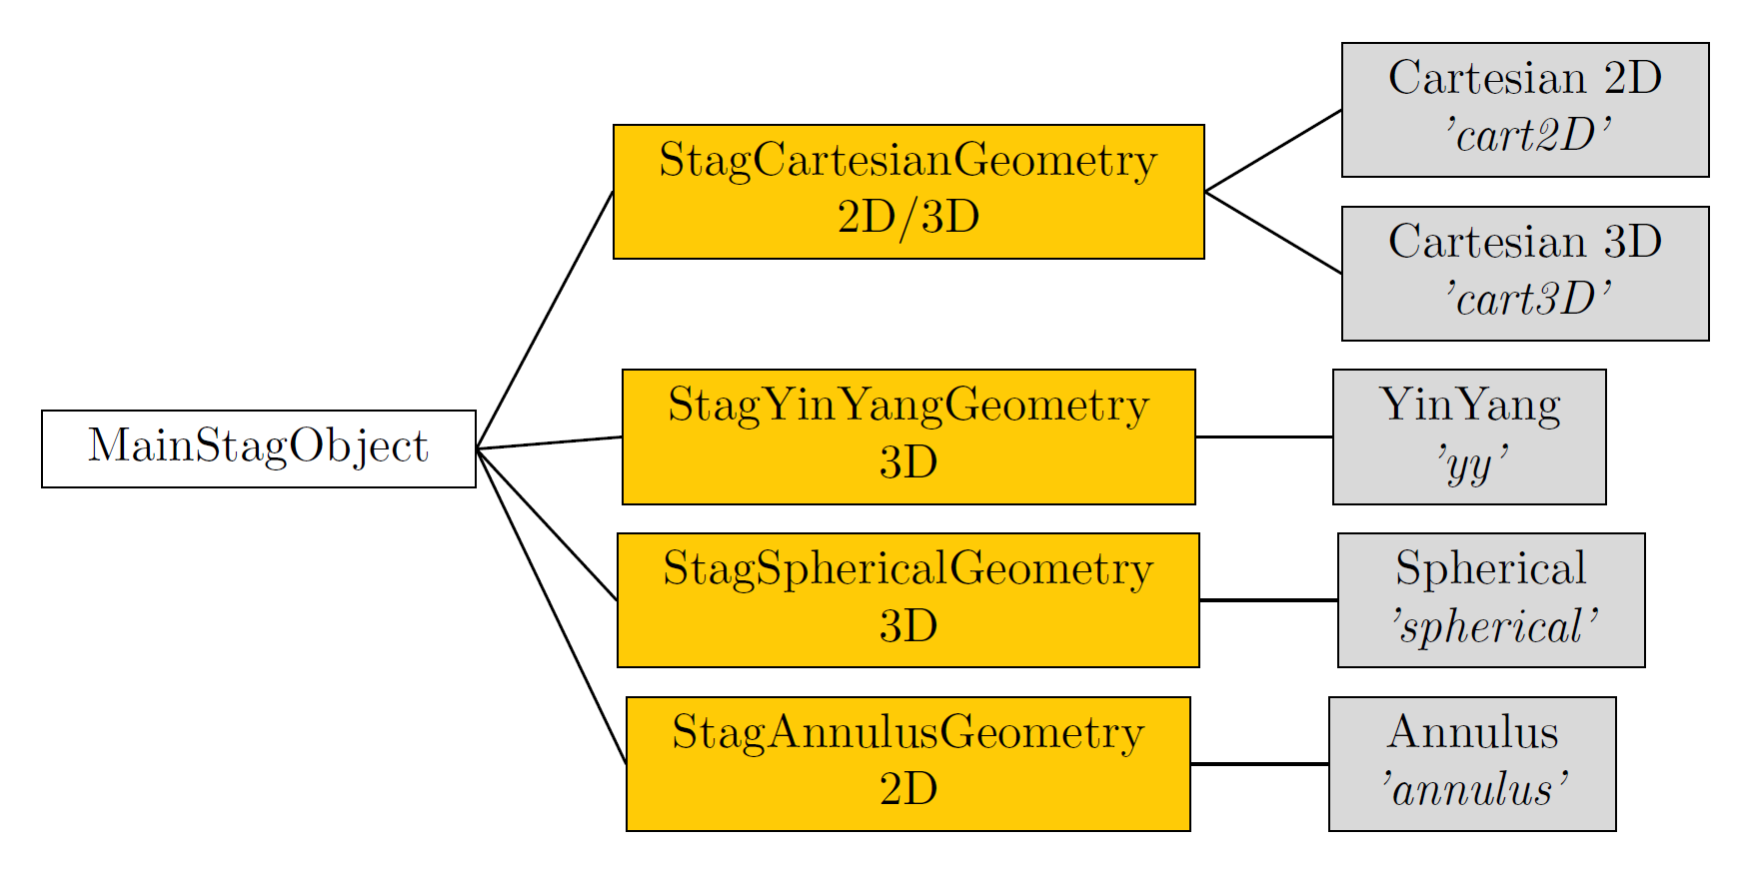 MainStagObject
StagCartesianGeometry
2D/3D
Cartesian 2D
'cart2D'
Cartesian 3D
'cart3D'
StagYinYangGeometry
3D
YinYang
'yy'
StagSphericalGeometry
3D
Spherical
'spherical'
StagAnnulusGeometry
2D
Annulus
'annulus'